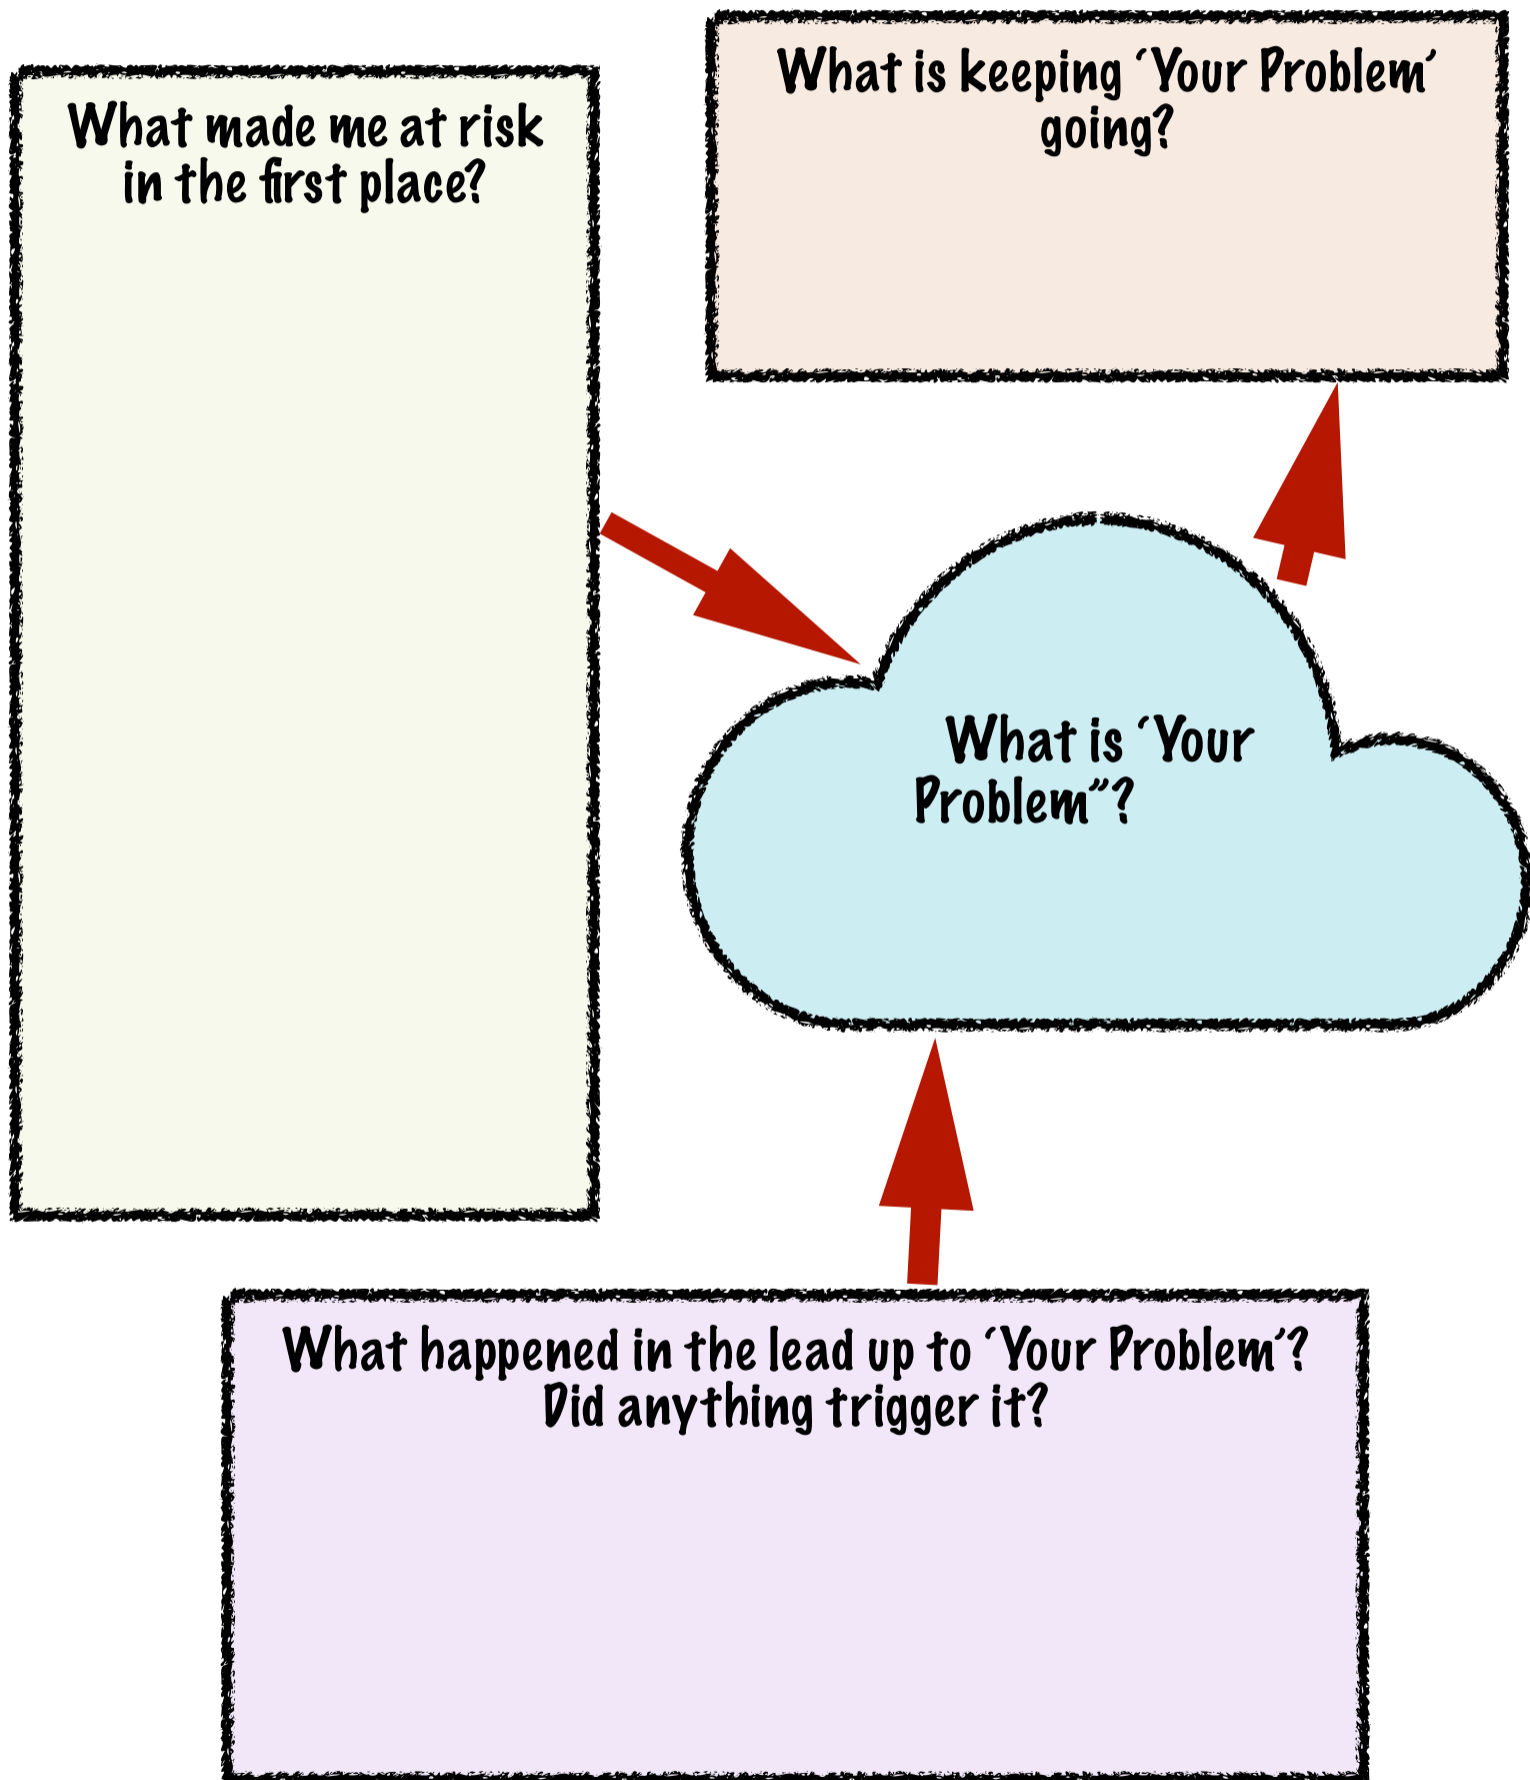 What made me at risk
in the first place?
What is keeping ‘Your Problem’
going?
What is ‘Your
Problem”?
What happened in the lead up to ‘Your Problem’?
Did anything trigger it?